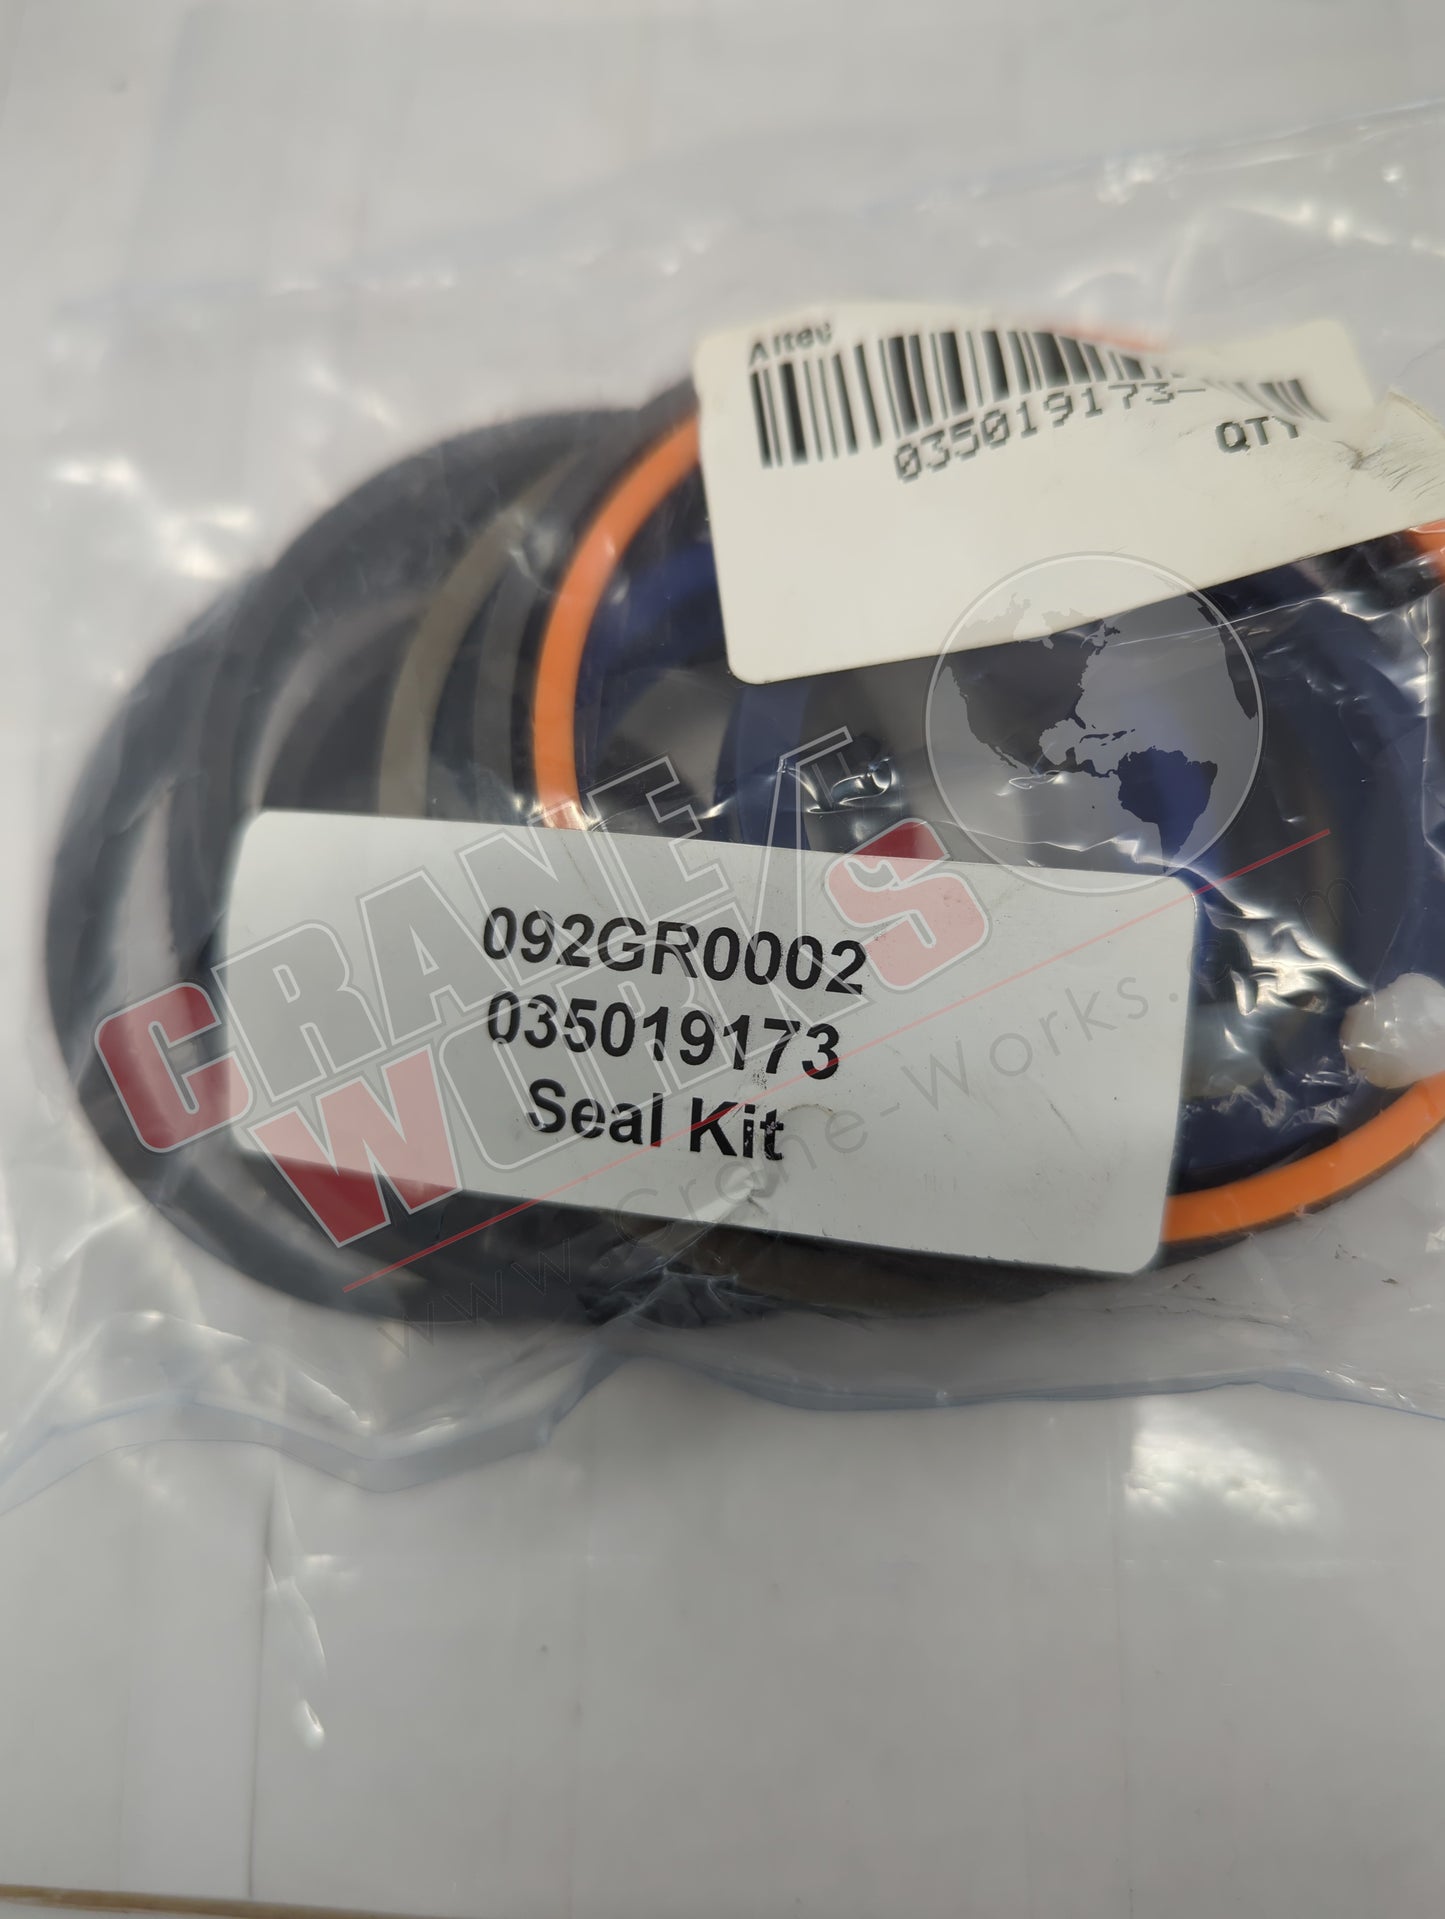 Altec
035019173-
QTY
092GR0002
035019173
Seal Kit
CRANE
WORKS
www.Crane-Works.com